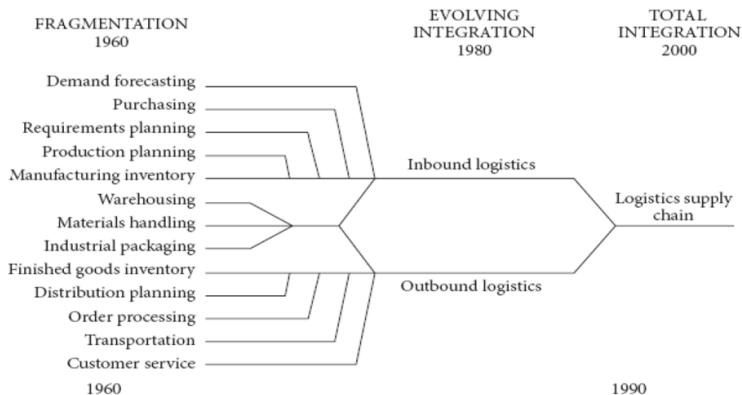 FRAGMENTATION
1960
EVOLVING
INTEGRATION
1980
TOTAL
INTEGRATION
2000
Demand forecasting
Purchasing
Requirements planning
Production planning
Manufacturing inventory
Warehousing
Materials handling
Industrial packaging
Finished goods inventory
Distribution planning
Order processing
Transportation
Customer service
Inbound logistics
Outbound logistics
Logistics supply
chain
1960
1990